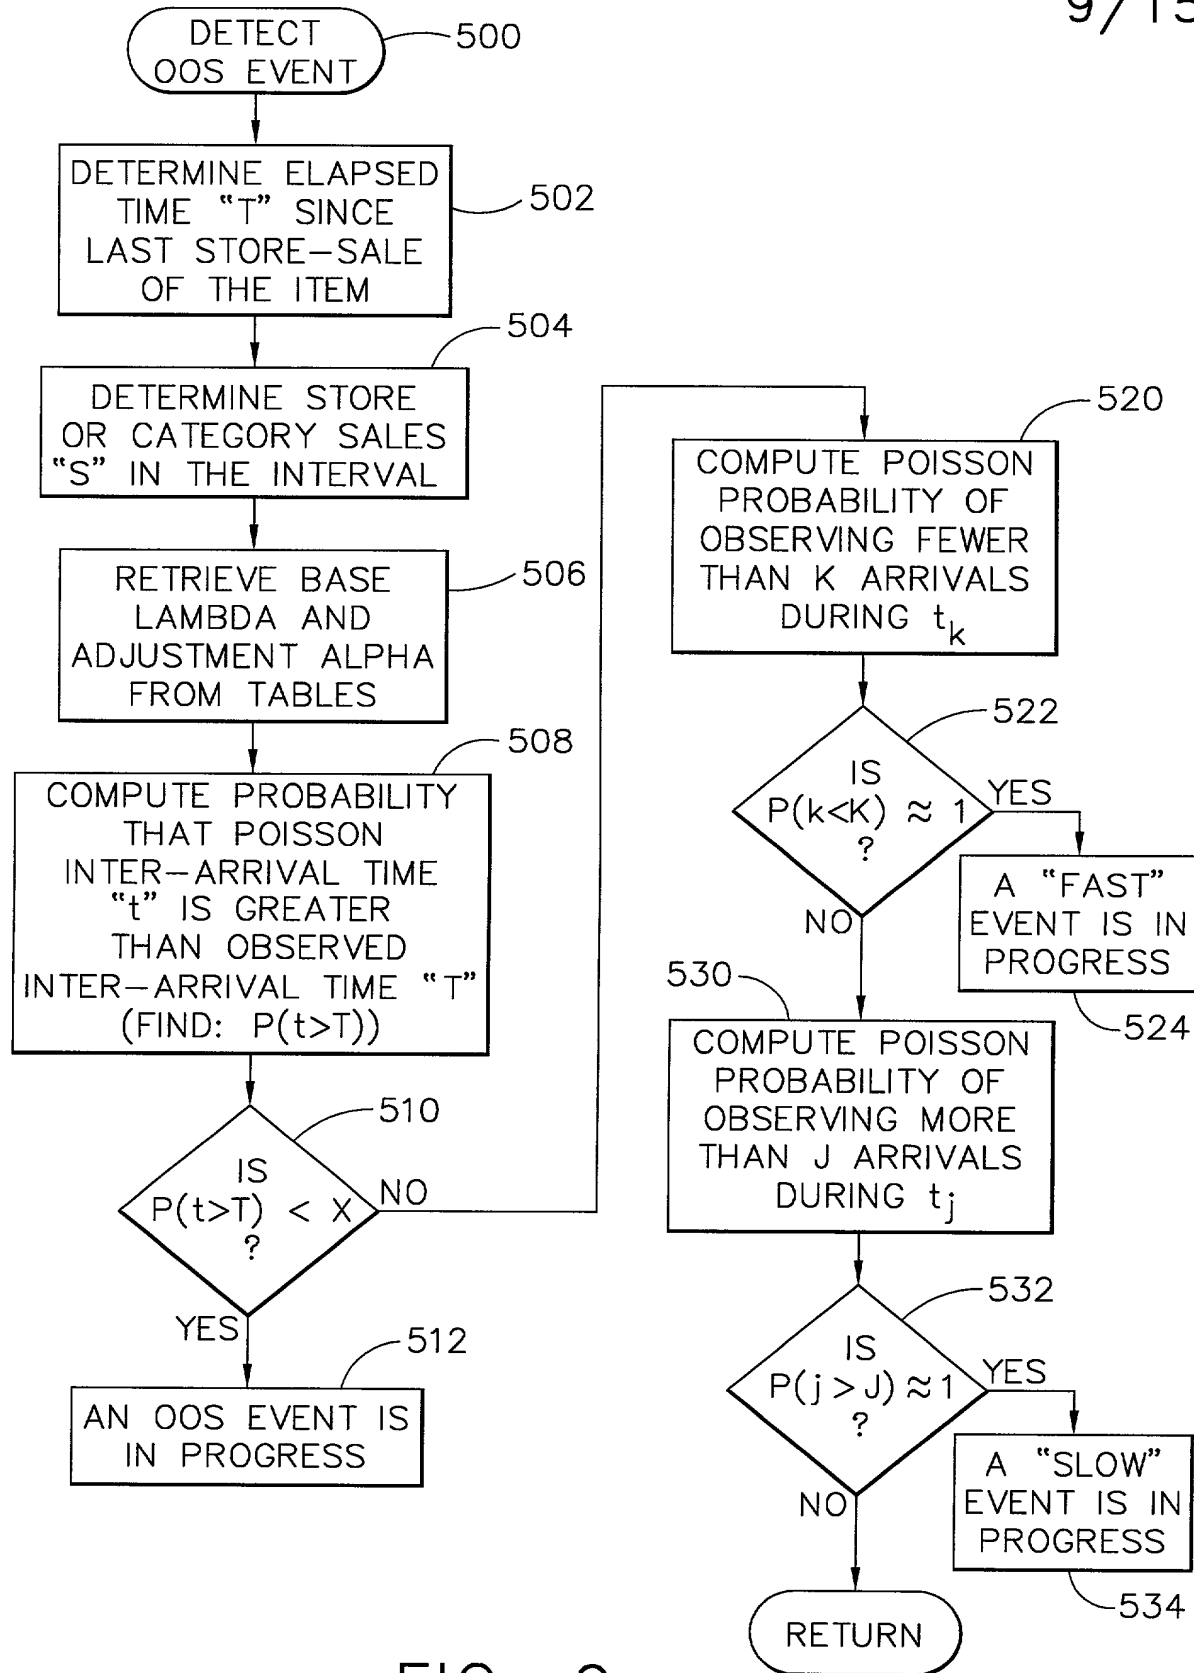 9/15
DETECT
OOS EVENT
500
DETERMINE ELAPSED
TIME "T" SINCE
LAST STORE-SALE
OF THE ITEM
502
504
DETERMINE STORE
OR CATEGORY SALES
"S" IN THE INTERVAL
RETRIEVE BASE
LAMBDA AND
ADJUSTMENT ALPHA
FROM TABLES
506
508
COMPUTE PROBABILITY
THAT POISSON
INTER-ARRIVAL TIME
"t" IS GREATER
THAN OBSERVED
INTER-ARRIVAL TIME "T"
(FIND: P(t>T))
510
IS
P(t>T) < X
?
NO
YES
512
AN OOS EVENT IS
IN PROGRESS
520
COMPUTE POISSON
PROBABILITY OF
OBSERVING FEWER
THAN K ARRIVALS
DURING tk
522
IS
P(k<K) ≈ 1
?
YES
NO
A "FAST"
EVENT IS IN
PROGRESS
524
530
COMPUTE POISSON
PROBABILITY OF
OBSERVING MORE
THAN J ARRIVALS
DURING tj
532
IS
P(j>J)≈1
?
YES
NO
A "SLOW"
EVENT IS IN
PROGRESS
534
RETURN